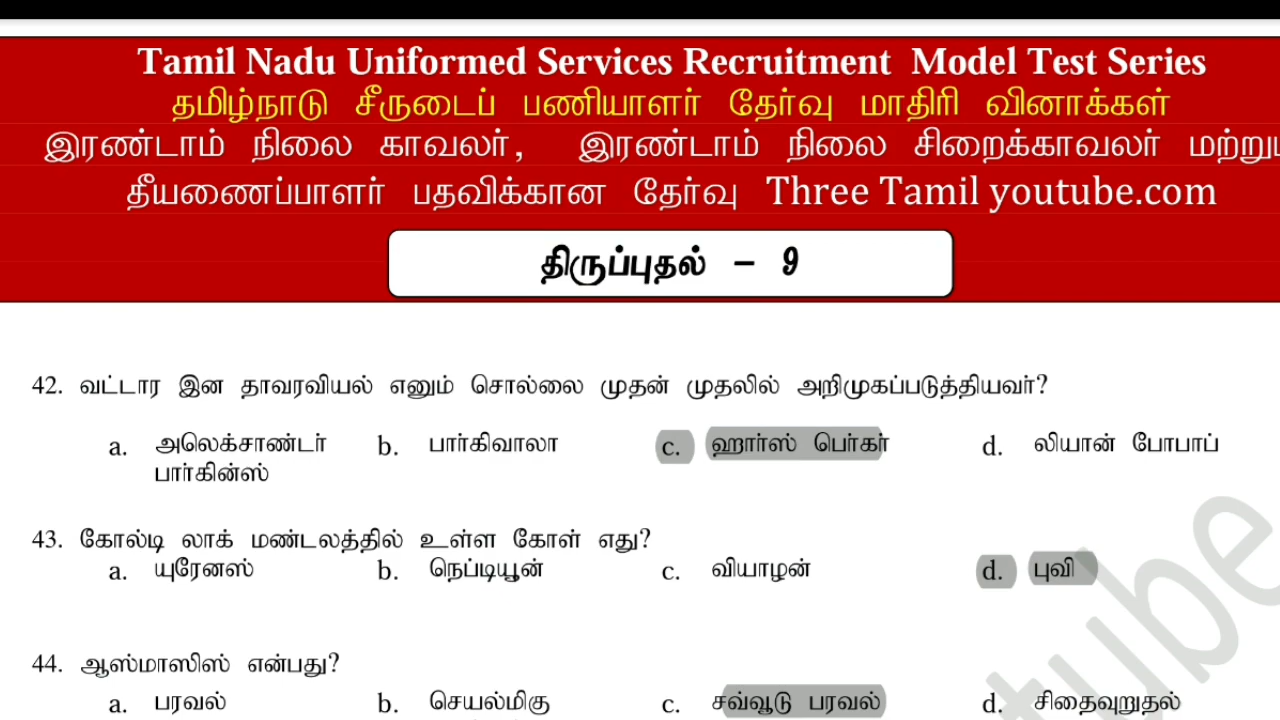 Tamil Nadu Uniformed Services Recruitment Model Test Series
தமிழ்நாடு சீருடைப் பணியாளர் தேர்வு மாதிரி வினாக்கள்
இரண்டாம் நிலை காவலர், இரண்டாம் நிலை சிறைக்காவலர்
தீயணைப்பாளர் பதவிக்கான தேர்வு Three Tamil youtube.com
திருப்புதல் – 9
42. வட்டார இன தாவரவியல் எனும் சொல்லை முதன் முதலில் அறிமுகப்படுத்தியவர்?
a. அலெக்சாண்டர் b. பார்கிவாலா c. ஹார்ஸ் பெர்கர் d. லியான் போபாப்
பார்கின்ஸ்
43. கோல்டி லாக் மண்டலத்தில் உள்ள கோள் எது?
a. யுரேனஸ் b. நெப்டியூன் c. வியாழன் d. புவி
44. ஆஸ்மாஸிஸ் என்பது?
a. பரவல் b. செயல்மிகு c. சவ்வூடு பரவல் d. சிதைவுறுதல்
tube